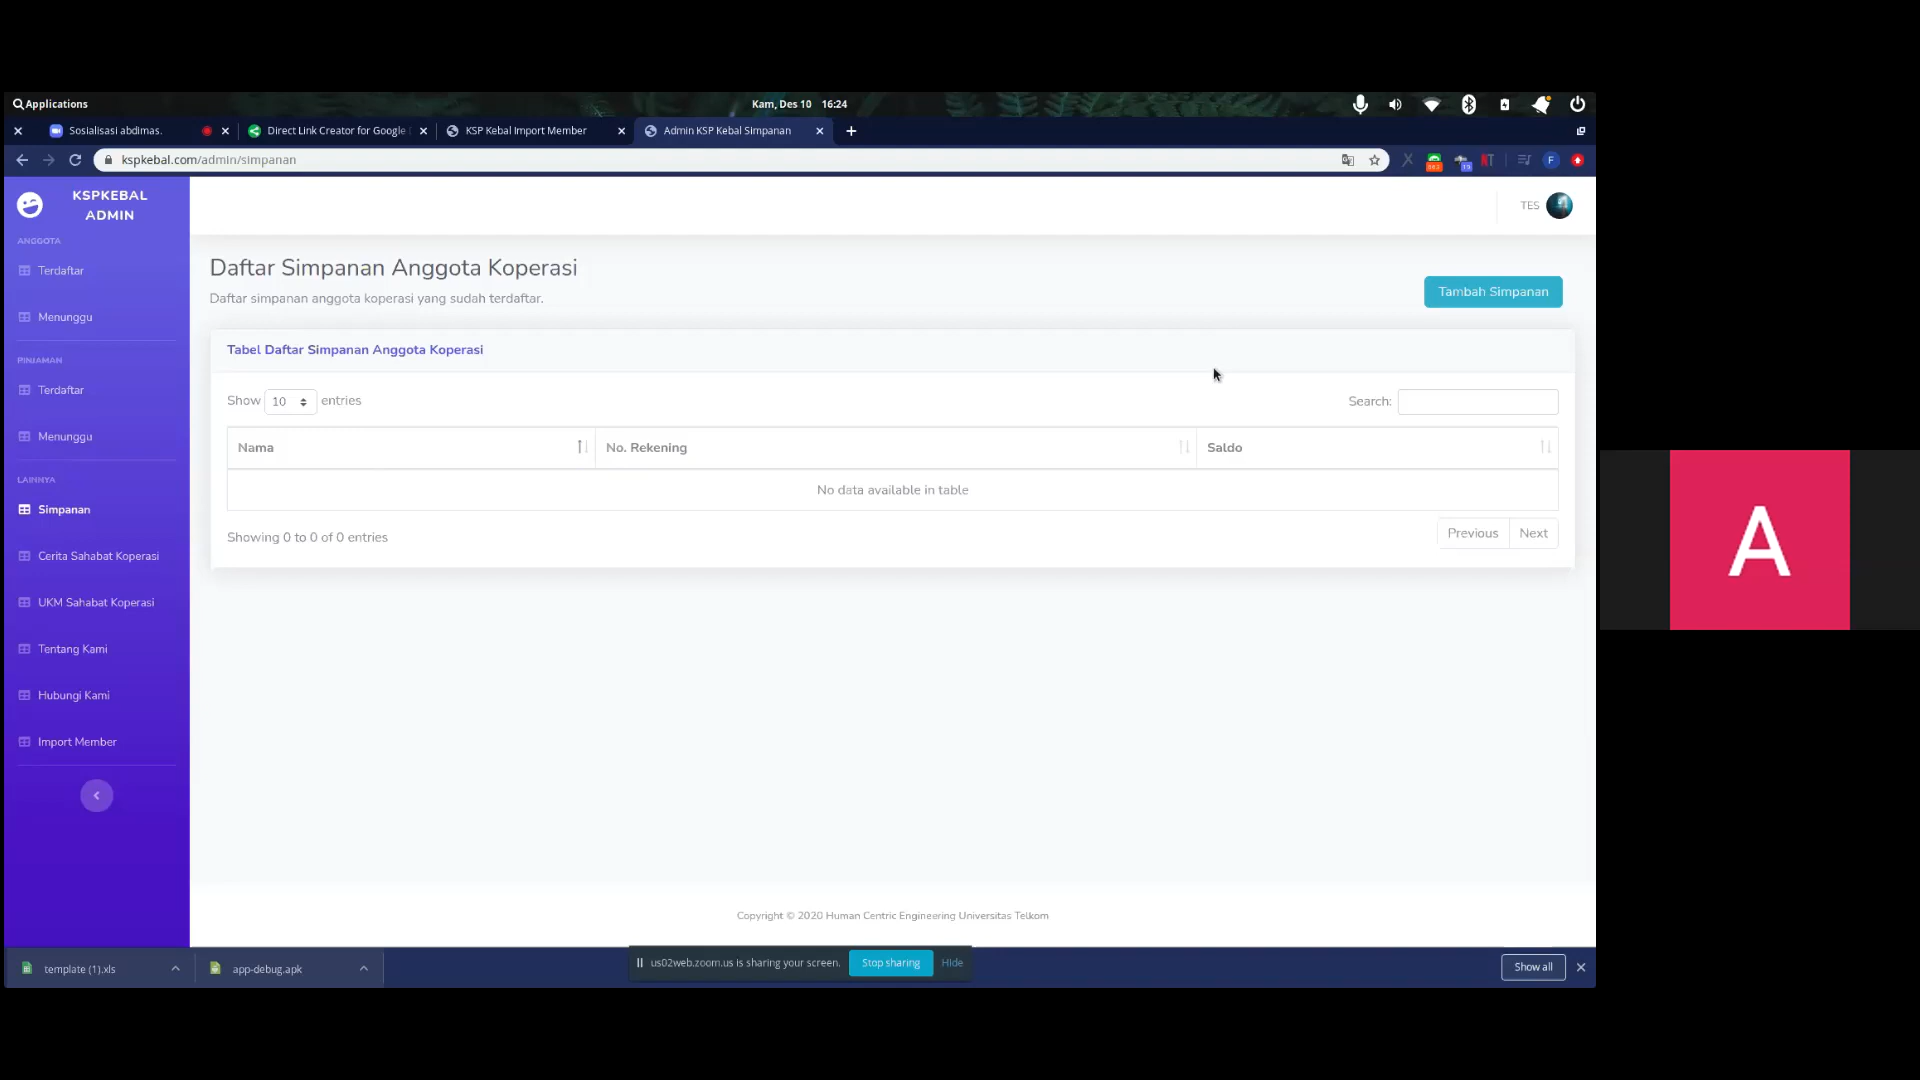 Applications
Kam, Des 10 16:24
Sosialisasi abdimas.
Direct Link Creator for Google
KSP Kebal Import Member
Admin KSP Kebal Simpanan
kspkebal.com/admin/simpanan
F
KSPKEBAL
ADMIN
TES
ANGGOTA
Terdaftar
Menunggu
PINJAMAN
Terdaftar
Menunggu
LAINNYA
Simpanan
Cerita Sahabat Koperasi
UKM Sahabat Koperasi
Tentang Kami
Hubungi Kami
Import Member
Daftar Simpanan Anggota Koperasi
Daftar simpanan anggota koperasi yang sudah terdaftar.
Tambah Simpanan
Tabel Daftar Simpanan Anggota Koperasi
Show 10 entries
Search:
Nama No. Rekening Saldo
No data available in table
Showing 0 to 0 of 0 entries
Previous Next
Copyright © 2020 Human Centric Engineering Universitas Telkom
template (1).xls
app-debug.apk
us02web.zoom.us is sharing your screen. Stop sharing Hide
Show all
A